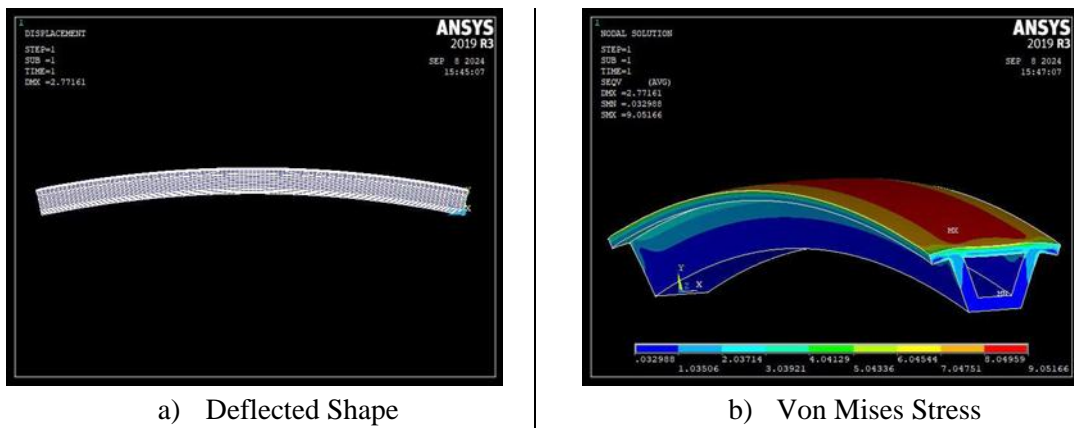 1
DISPLACEMENT
STEP=1
SUB =1
TIME=1
DMX =2.77161
ANSYS
2019 R3
SEP 8 2024
15:45:07
Y
X
a) Deflected Shape
1
NODAL SOLUTION
STEP=1
SUB =1
TIME=1
SEQV (AVG)
DMX =2.77161
SMN =.032988
SMX =9.05166
ANSYS
2019 R3
SEP 8 2024
15:47:07
MX
Y
Z X
MN
.032988 2.03714 4.04129 6.04544 8.04959
1.03506 3.03921 5.04336 7.04751 9.05166
b) Von Mises Stress